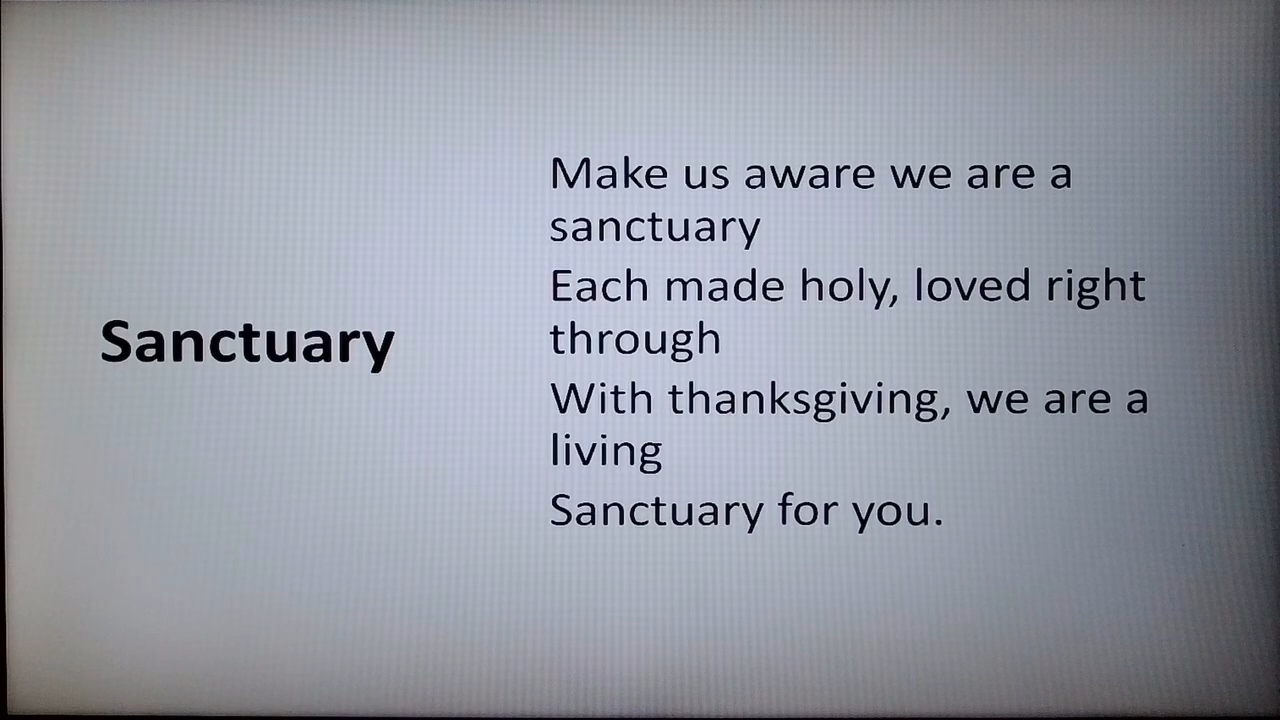 Sanctuary
Make us aware we are a
sanctuary
Each made holy, loved right
through
With thanksgiving, we are a
living
Sanctuary for you.